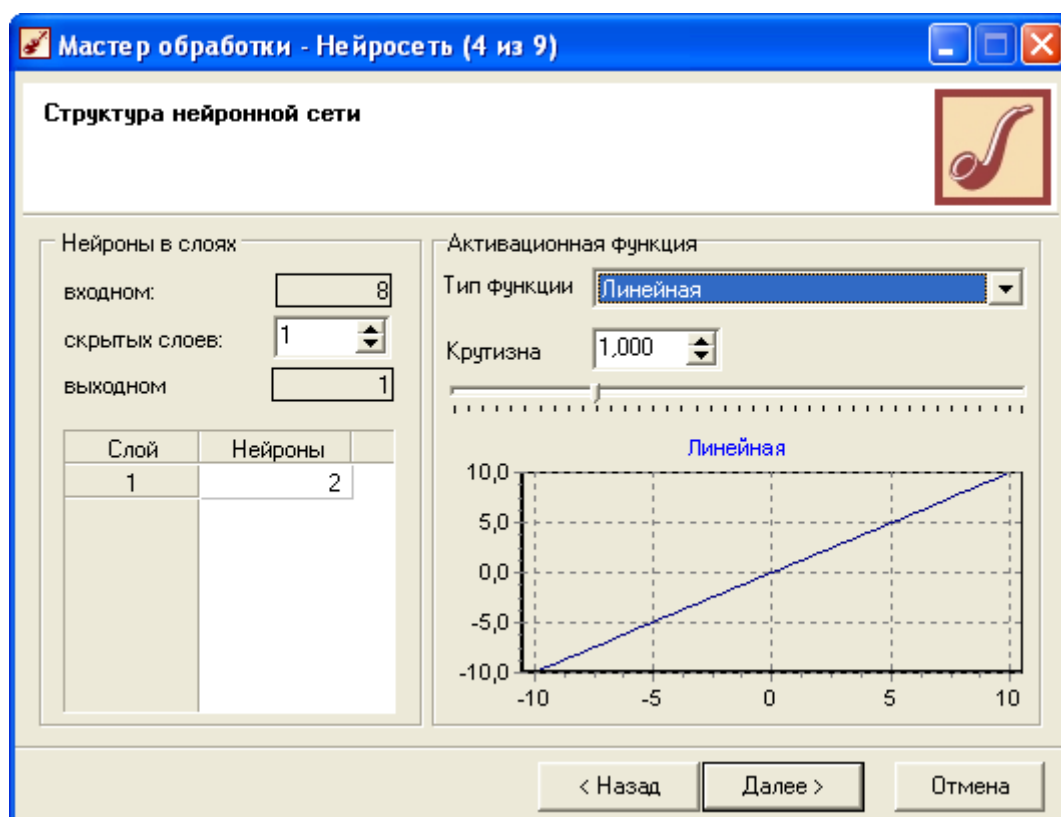 Мастер обработки - Нейросеть (4 из 9)
Структура нейронной сети
Нейроны в слоях
входном: 8
скрытых слоев: 1
выходном 1
Слой Нейроны
1 2
Активационная функция
Тип функции Линейная
Крутизна 1,000
Линейная
10,0
5,0
0,0
-5,0
-10,0
-10 -5 0 5 10
< Назад Далее > Отмена